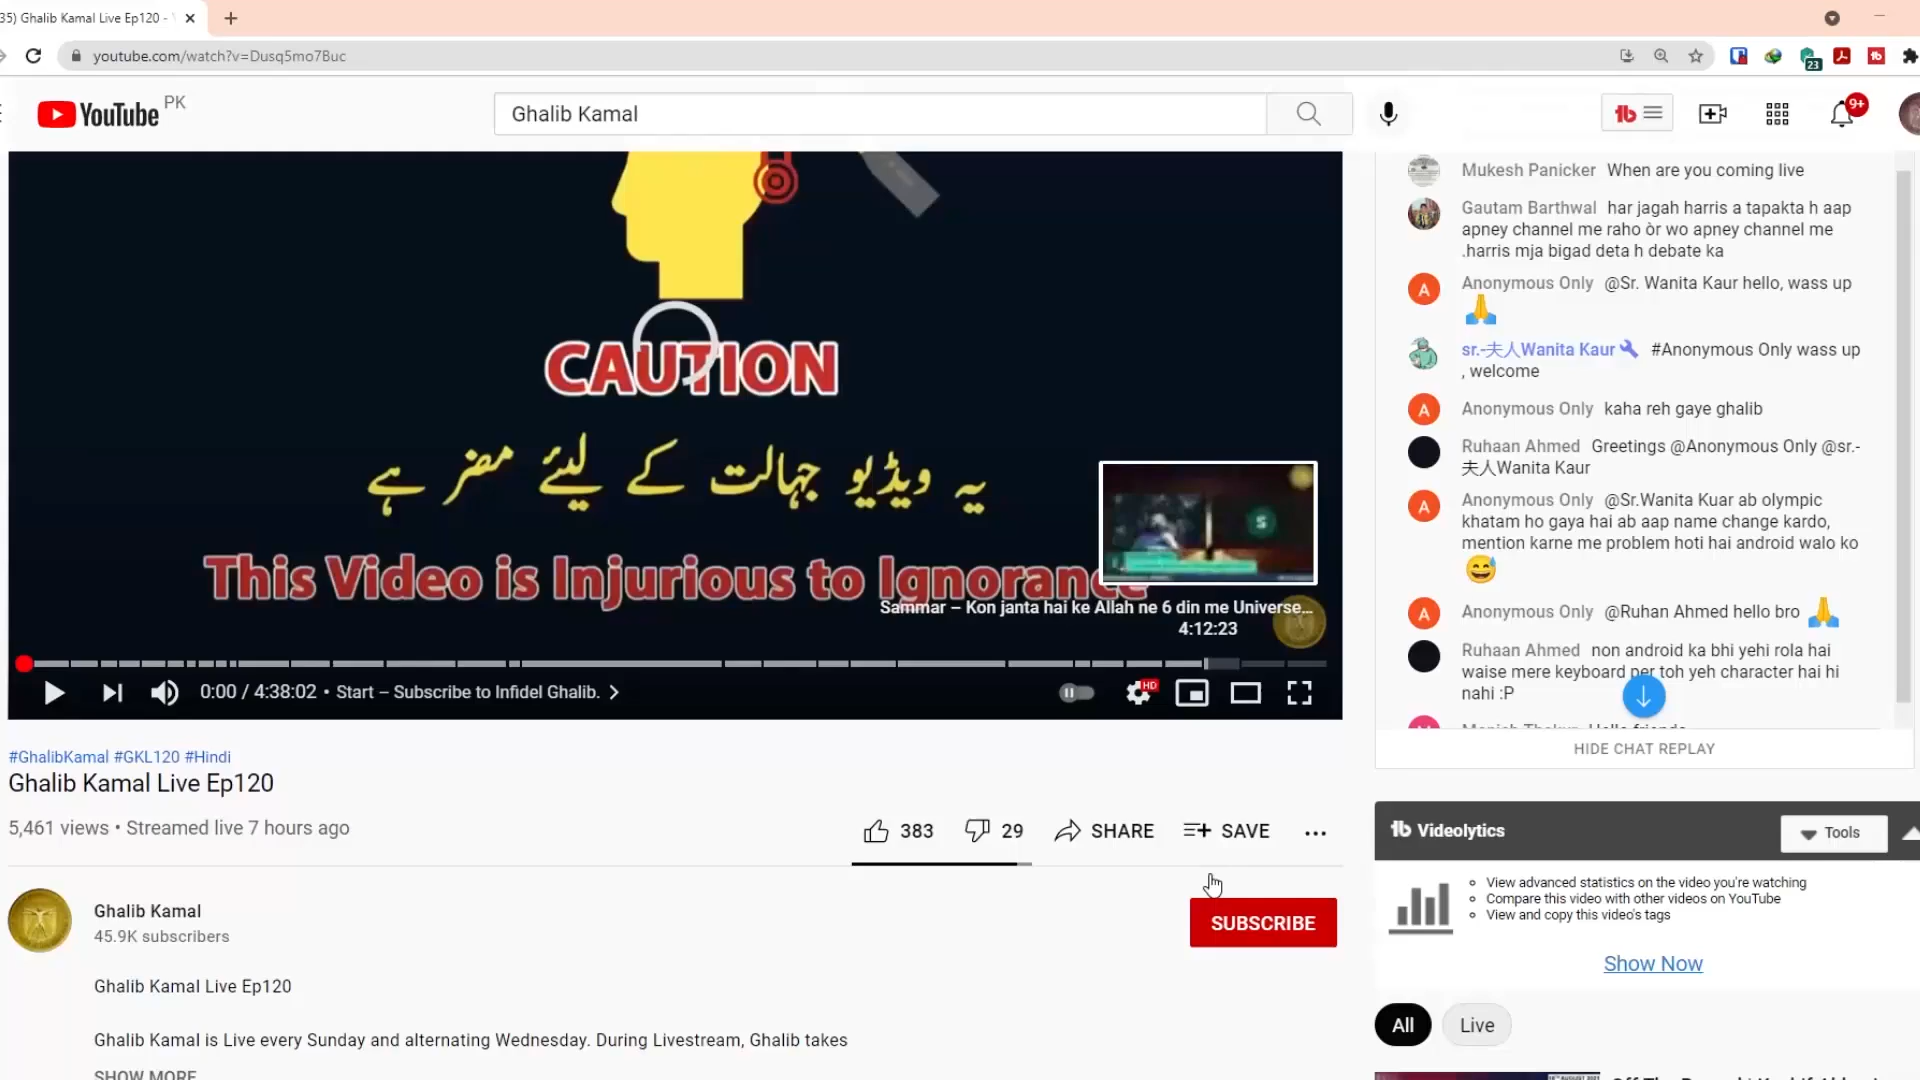 35) Ghalib Kamal Live Ep120 -
youtube.com/watch?v=Dusq5mo7Buc
23
YouTube PK
Ghalib Kamal
9+
CAUTION
یہ ویڈیو جہالت کے لیئے مضر ہے
This Video is Injurious to Ignorance
S
Sammar – Kon janta hai ke Allah ne 6 din me Universe...
4:12:23
0:00 / 4:38:02 • Start – Subscribe to Infidel Ghalib.
HD
Mukesh Panicker When are you coming live
Gautam Barthwal har jagah harris a tapakta h aap
apney channel me raho òr wo apney channel me
.harris mja bigad deta h debate ka
A
Anonymous Only @Sr. Wanita Kaur hello, wass up
🙏
sr.-夫人Wanita Kaur #Anonymous Only wass up
, welcome
A
Anonymous Only kaha reh gaye ghalib
Ruhaan Ahmed Greetings @Anonymous Only @sr.-
夫人Wanita Kaur
A
Anonymous Only @Sr.Wanita Kuar ab olympic
khatam ho gaya hai ab aap name change kardo,
mention karne me problem hoti hai android walo ko
😅
A
Anonymous Only @Ruhan Ahmed hello bro 🙏
Ruhaan Ahmed non android ka bhi yehi rola hai
waise mere keyboard per toh yeh character hai hi
nahi :P
HIDE CHAT REPLAY
#GhalibKamal #GKL120 #Hindi
Ghalib Kamal Live Ep120
5,461 views • Streamed live 7 hours ago
383
29
SHARE
SAVE
Ghalib Kamal
45.9K subscribers
SUBSCRIBE
Ghalib Kamal Live Ep120
Ghalib Kamal is Live every Sunday and alternating Wednesday. During Livestream, Ghalib takes
SHOW MORE
Videolytics
Tools
View advanced statistics on the video you're watching
Compare this video with other videos on YouTube
View and copy this video's tags
Show Now
All
Live